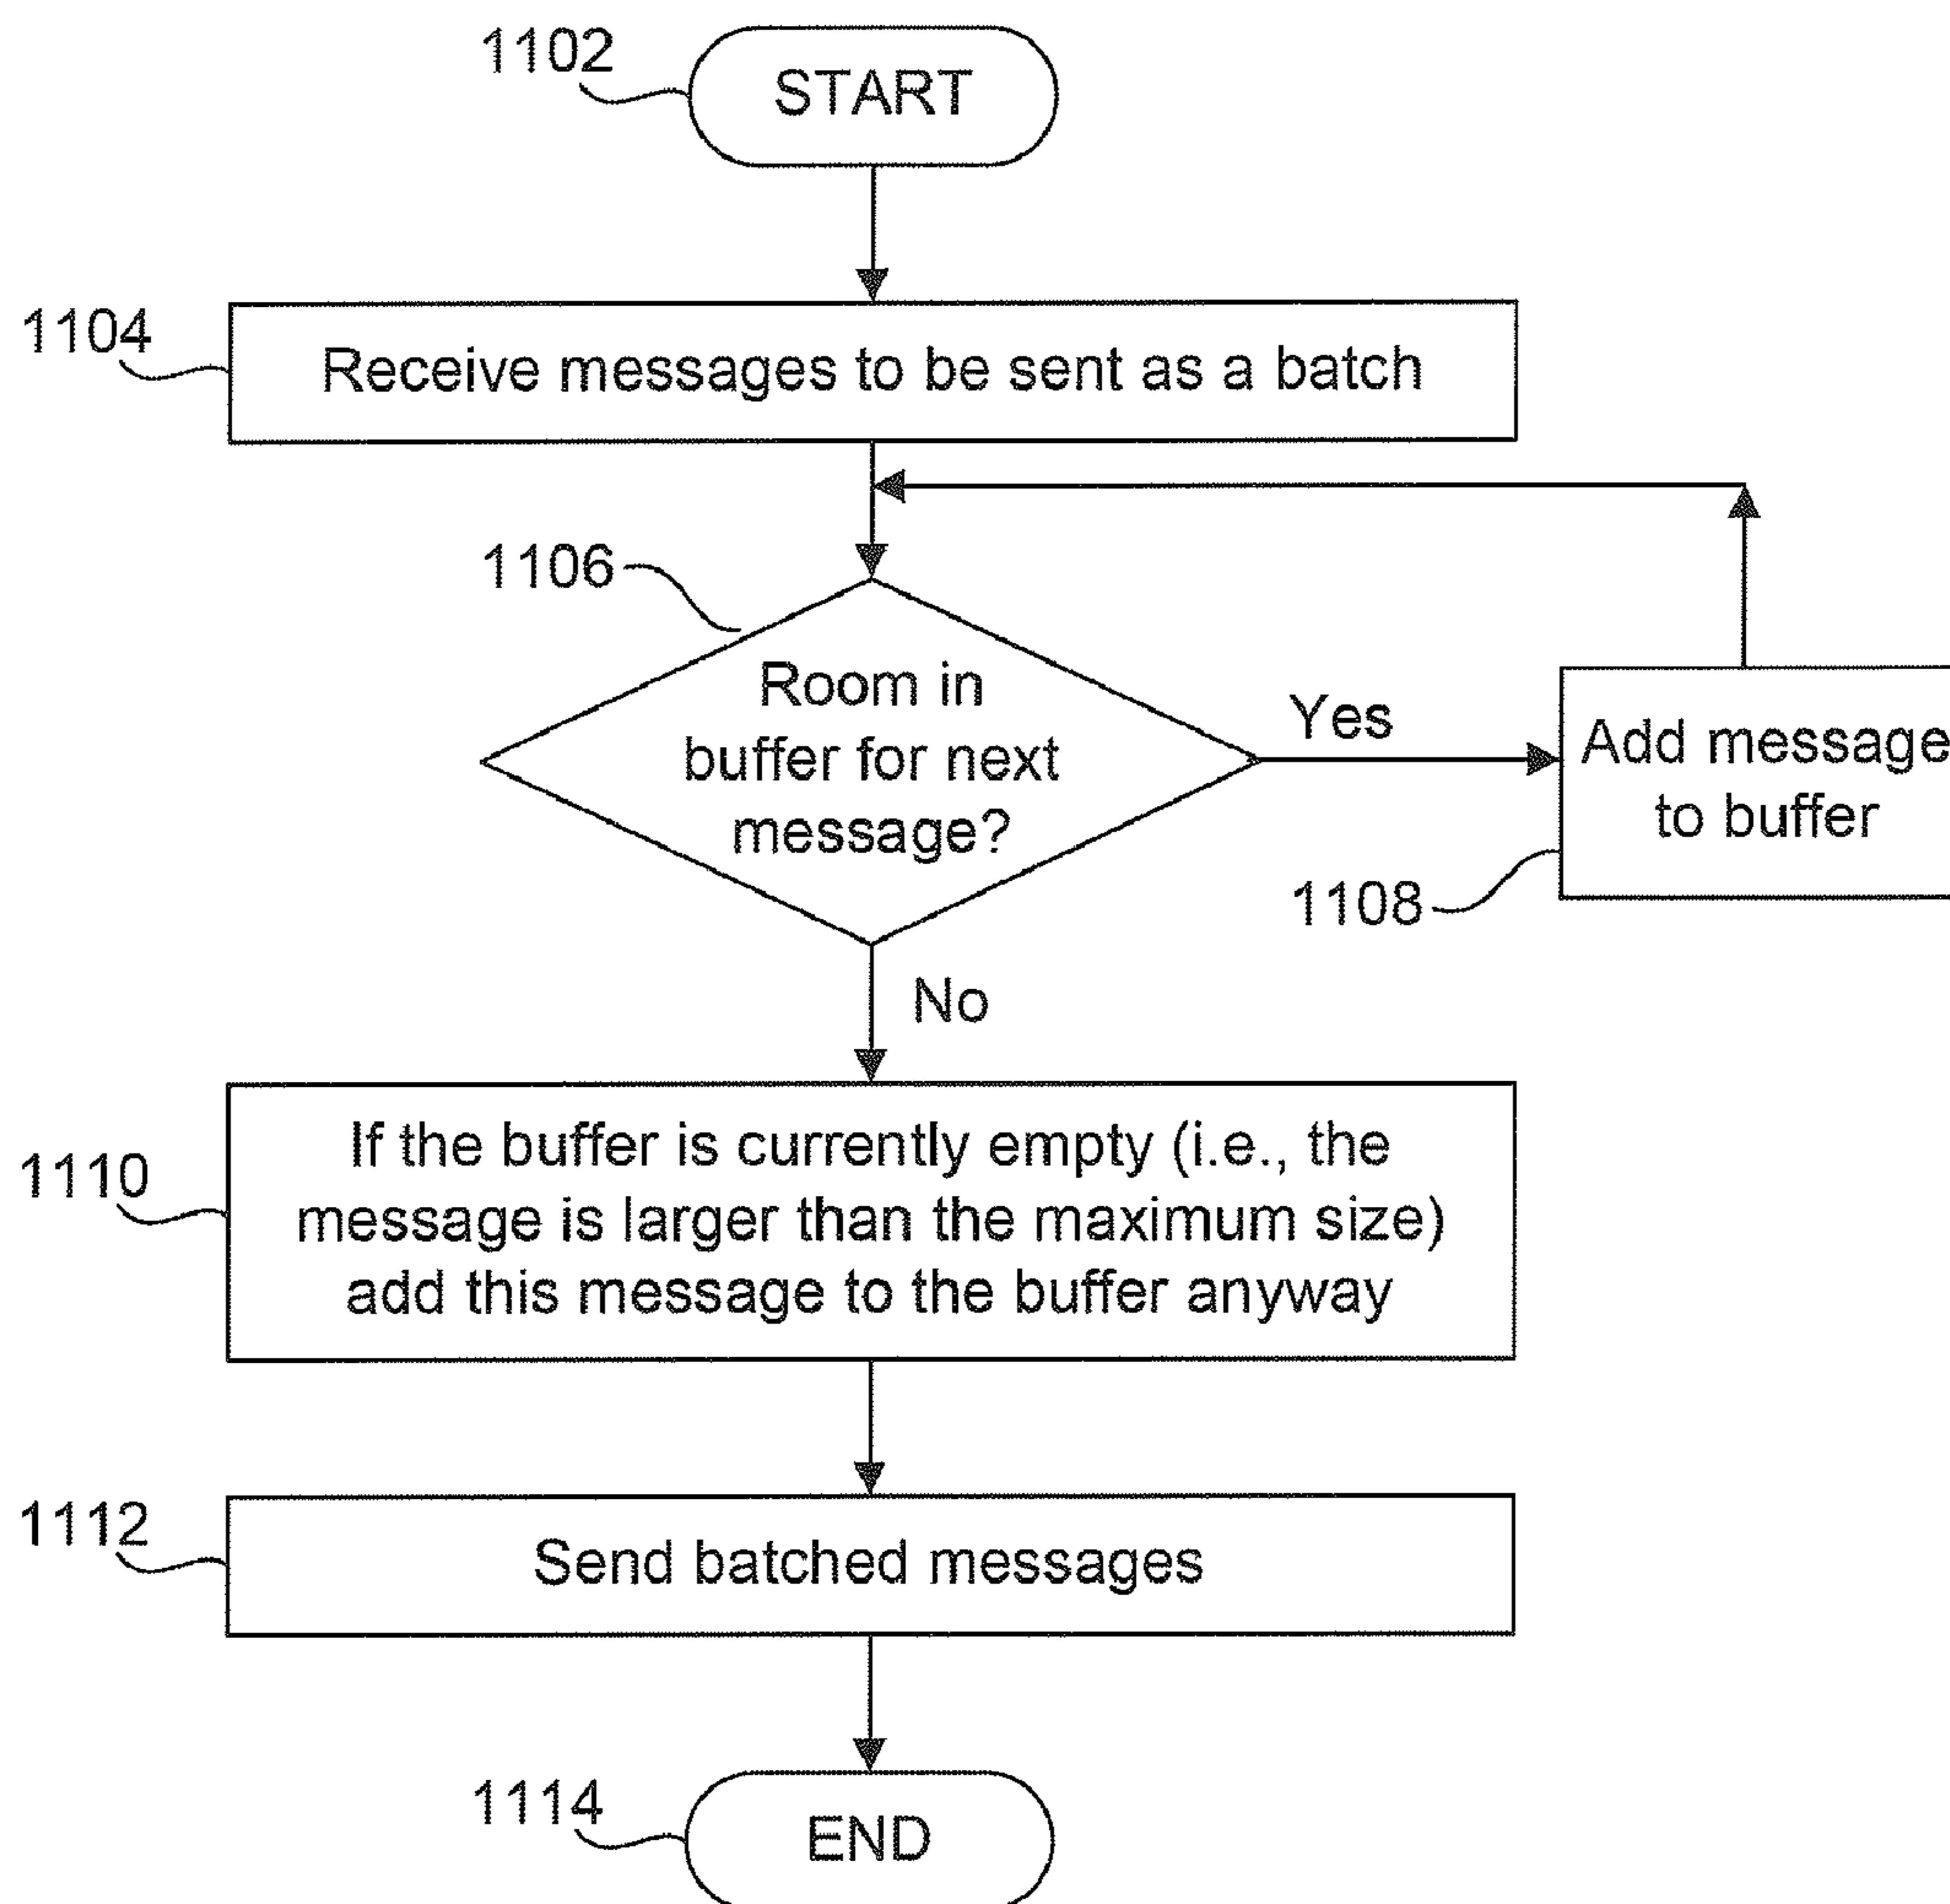 1102
START
1104
Receive messages to be sent as a batch
1106
Room in
buffer for next
message?
Yes
Add message
to buffer
1108
No
1110
If the buffer is currently empty (i.e., the
message is larger than the maximum size)
add this message to the buffer anyway
1112
Send batched messages
1114
END